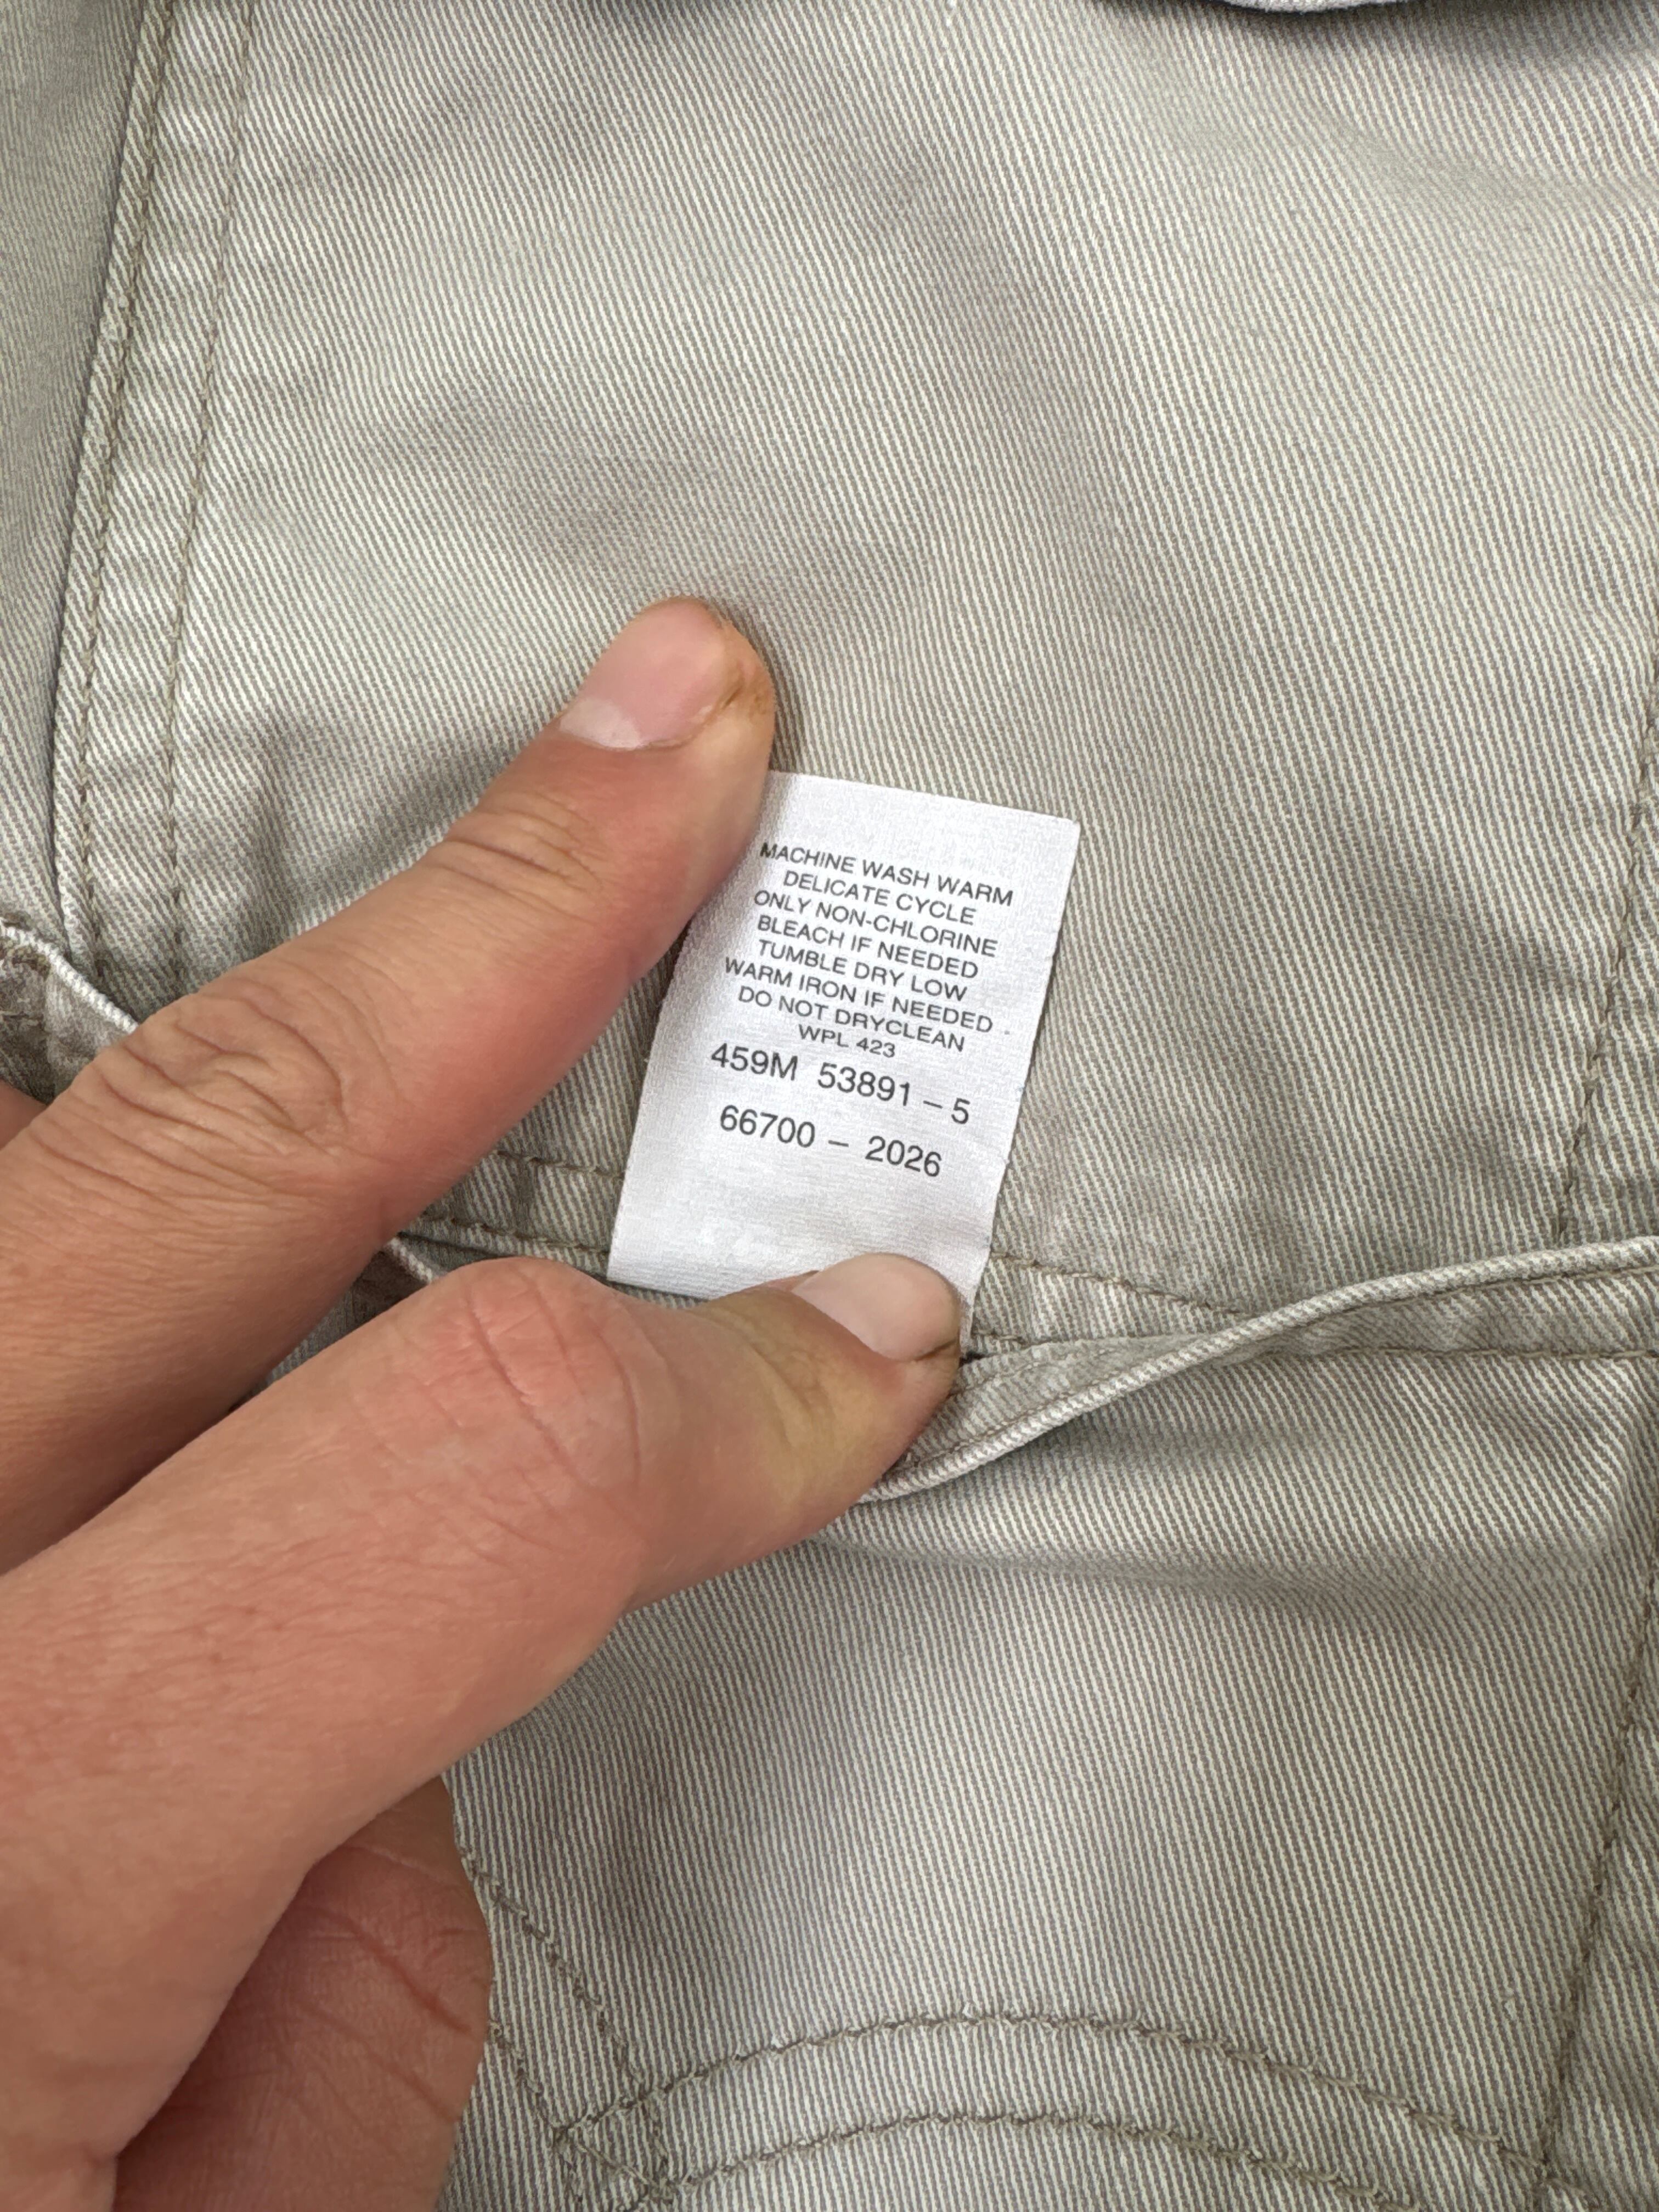 MACHINE WASH WARM
DELICATE CYCLE
ONLY NON-CHLORINE
BLEACH IF NEEDED
TUMBLE DRY LOW
WARM IRON IF NEEDED
DO NOT DRYCLEAN
WPL 423
459M 53891 – 5
66700 – 2026